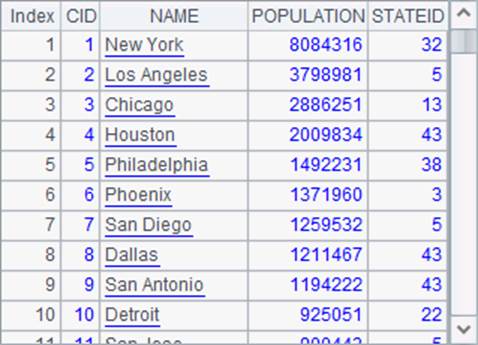 Index CID NAME POPULATION STATEID
1 1 New York 8084316 32
2 2 Los Angeles 3798981 5
3 3 Chicago 2886251 13
4 4 Houston 2009834 43
5 5 Philadelphia 1492231 38
6 6 Phoenix 1371960 3
7 7 San Diego 1259532 5
8 8 Dallas 1211467 43
9 9 San Antonio 1194222 43
10 10 Detroit 925051 22
11 11 San Jose 5